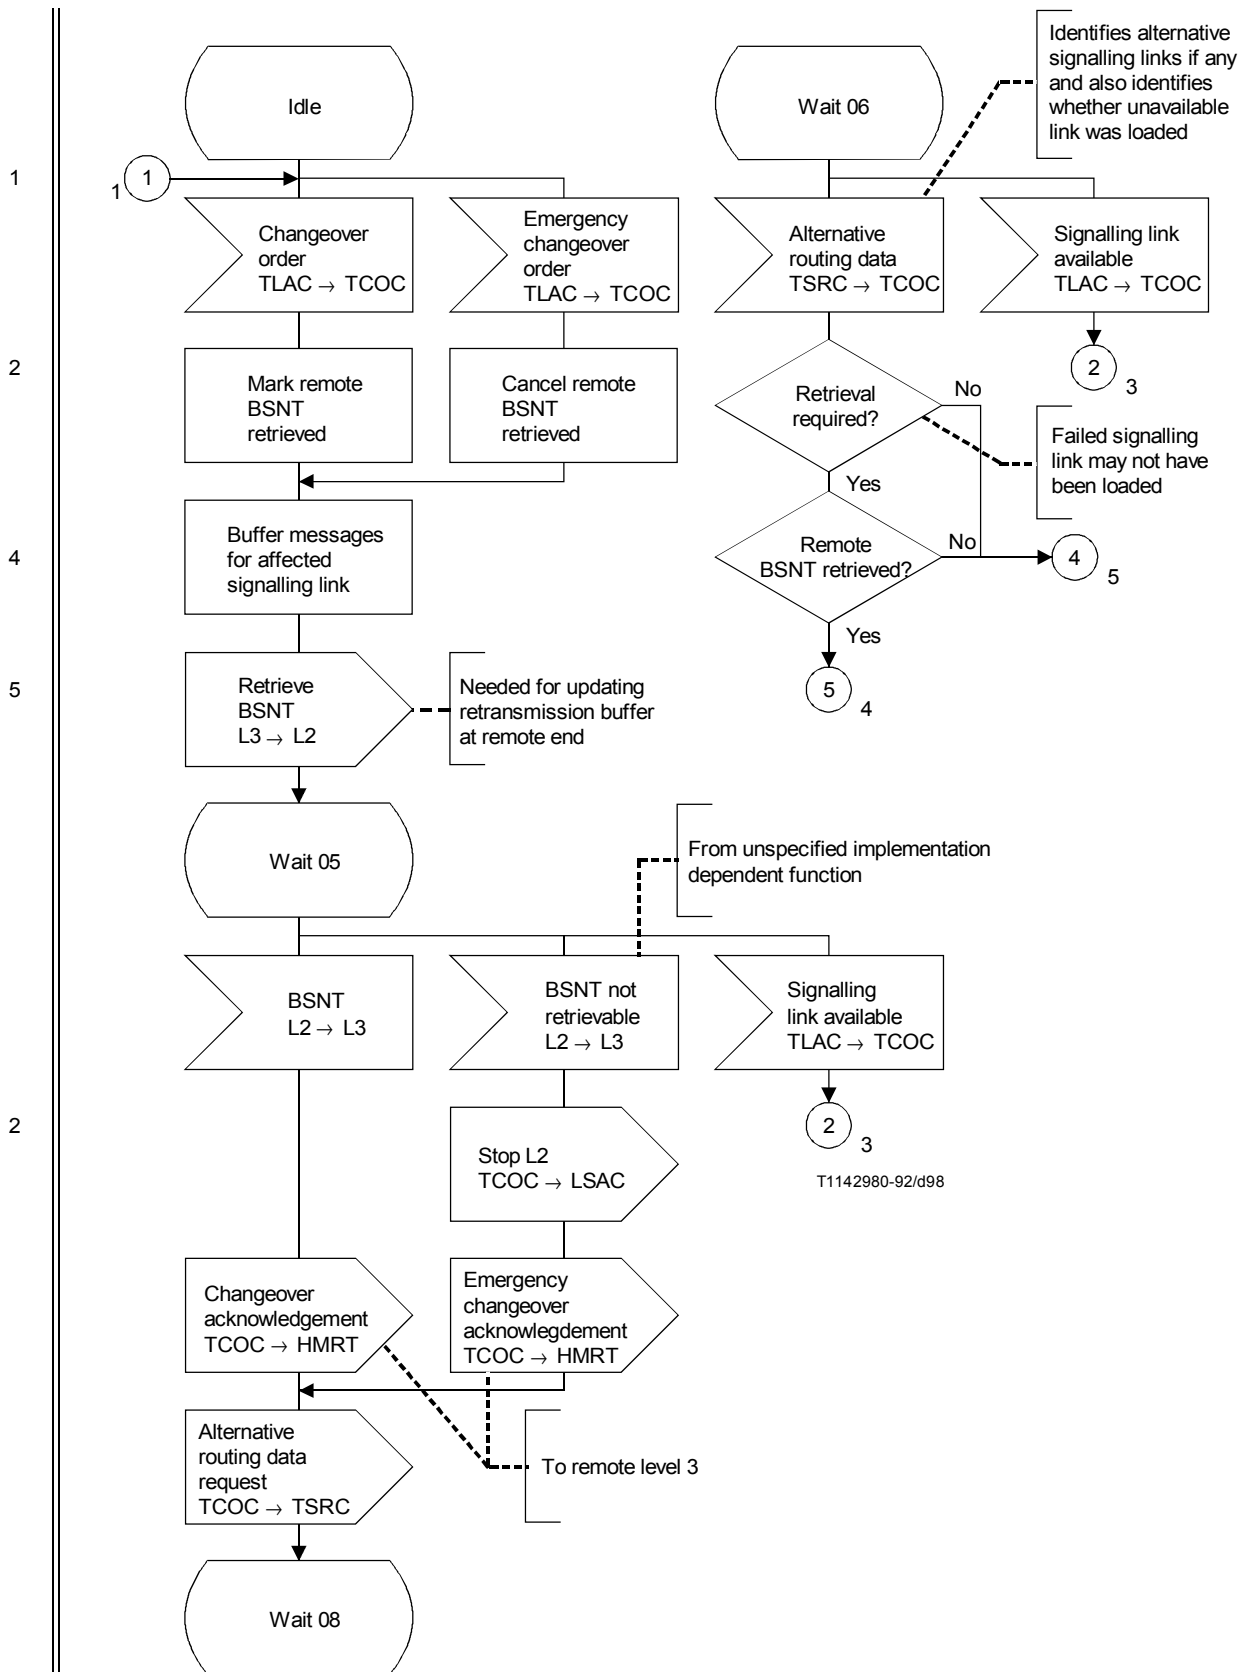 Idle
Wait 06
Identifies alternative
signalling links if any
and also identifies
whether unavailable
link was loaded
1
1
1
Changeover
order
TLAC → TCOC
Emergency
changeover
order
TLAC → TCOC
Alternative
routing data
TSRC → TCOC
Signalling link
available
TLAC → TCOC
2
Mark remote
BSNT
retrieved
Cancel remote
BSNT
retrieved
Retrieval
required?
No
2
3
Yes
Failed signalling
link may not have
been loaded
4
Buffer messages
for affected
signalling link
Remote
BSNT retrieved?
No
4
5
Yes
5
Retrieve
BSNT
L3 → L2
Needed for updating
retransmission buffer
at remote end
5
4
Wait 05
From unspecified implementation
dependent function
BSNT
L2 → L3
BSNT not
retrievable
L2 → L3
Signalling
link available
TLAC → TCOC
2
Stop L2
TCOC → LSAC
2
3
T1142980-92/d98
Changeover
acknowledgement
TCOC → HMRT
Emergency
changeover
acknowlegdement
TCOC → HMRT
Alternative
routing data
request
TCOC → TSRC
To remote level 3
Wait 08